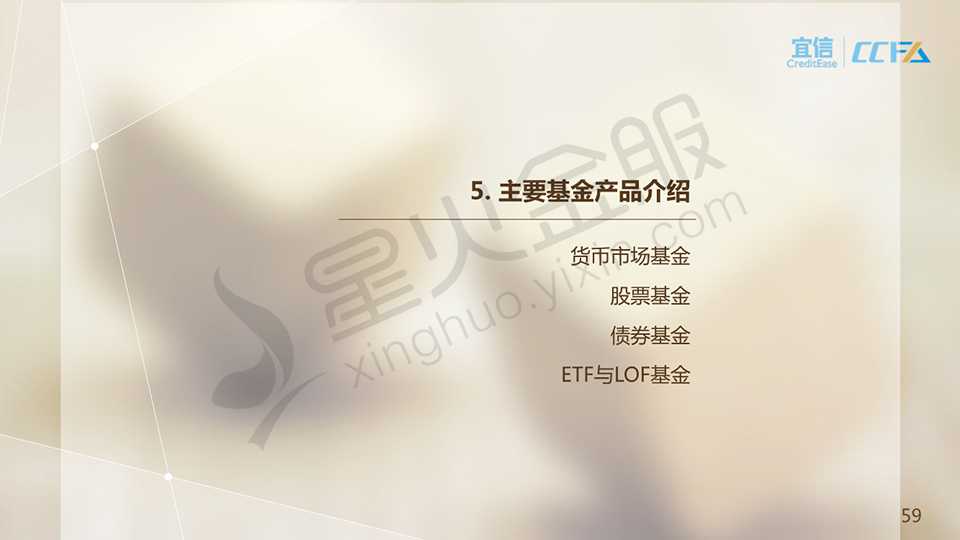 宜信
CreditEase
CCFA
星火金服
xinghuo.yixin.com
5. 主要基金产品介绍
货币市场基金
股票基金
债券基金
ETF与LOF基金
59